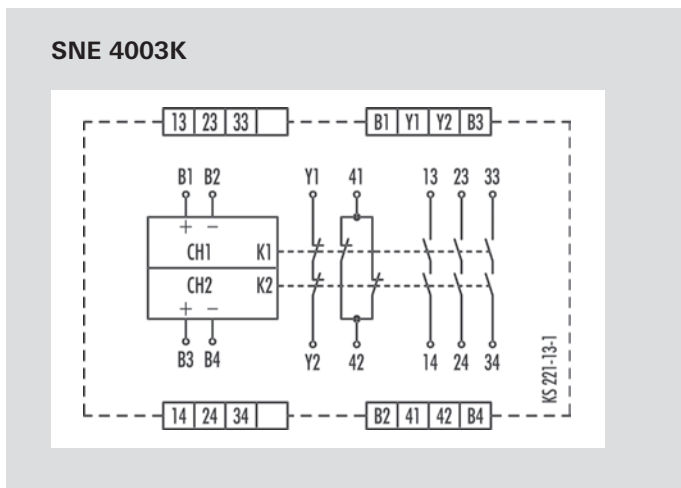 SNE 4003K
13 23 33 B1 Y1 Y2 B3
B1 B2 Y1 41 13 23 33
+ −
CH1 K1
CH2 K2
+ −
B3 B4 Y2 42 14 24 34
KS 221-13-1
14 24 34 B2 41 42 B4